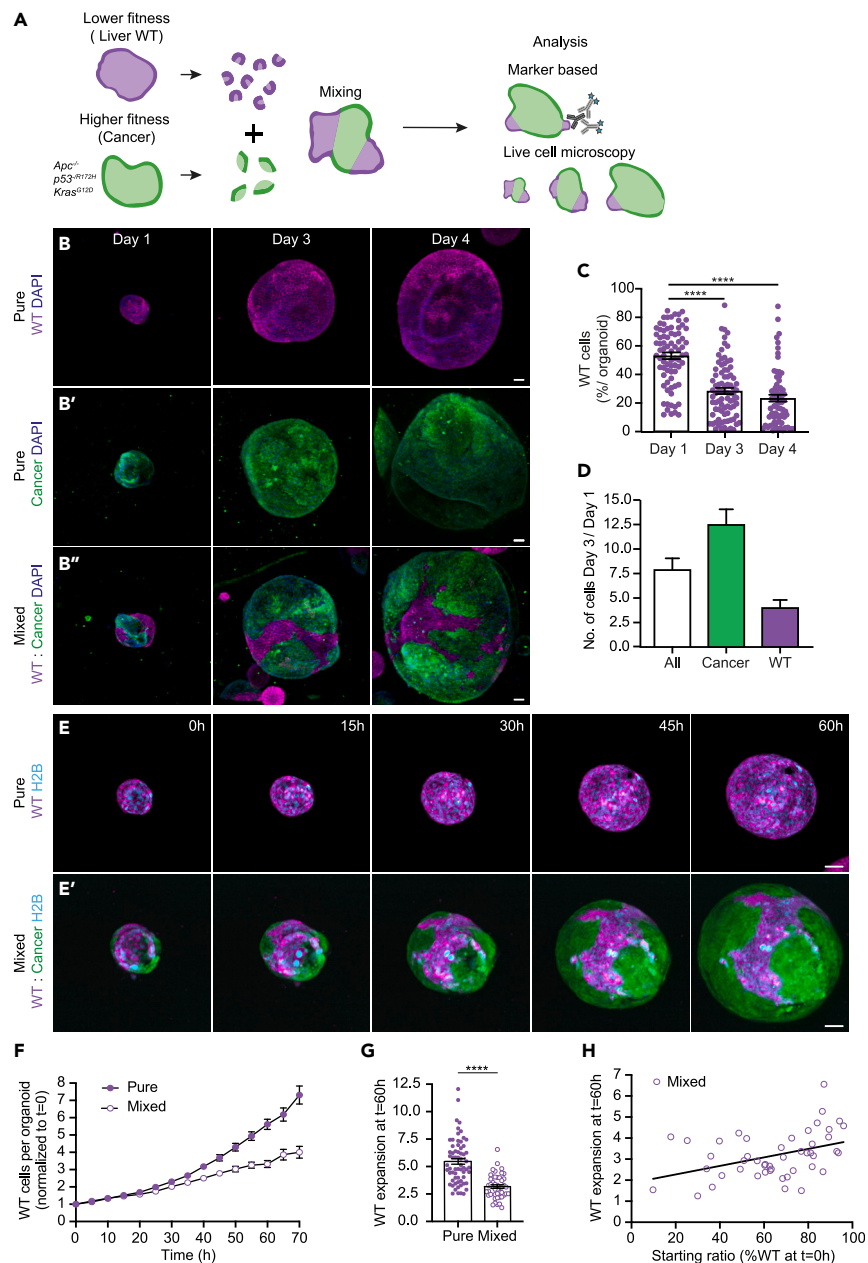 A
Lower fitness
( Liver WT)
Higher fitness
(Cancer)
Apc-/-
p53-/R172H
KrasG12D
Mixing
Analysis
Marker based
Live cell microscopy
B
Day 1
Day 3
Day 4
Pure
WT DAPI
B'
Pure
Cancer DAPI
B"
Mixed
WT : Cancer DAPI
C
WT cells
(%/ organoid)
100
80
60
40
20
0
****
****
Day 1
Day 3
Day 4
D
No. of cells Day 3 / Day 1
15.0
12.5
10.0
7.5
5.0
2.5
0.0
All
Cancer
WT
E
0h
15h
30h
45h
60h
Pure
WT H2B
E'
Mixed
WT : Cancer H2B
F
WT cells per organoid
(normalized to t=0)
8
7
6
5
4
3
2
1
0
Pure
Mixed
0 10 20 30 40 50 60 70
Time (h)
G
WT expansion at t=60h
12.5
10.0
7.5
5.0
2.5
0.0
****
Pure Mixed
H
WT expansion at t=60h
7
6
5
4
3
2
1
0
Mixed
0 20 40 60 80 100
Starting ratio (%WT at t=0h)